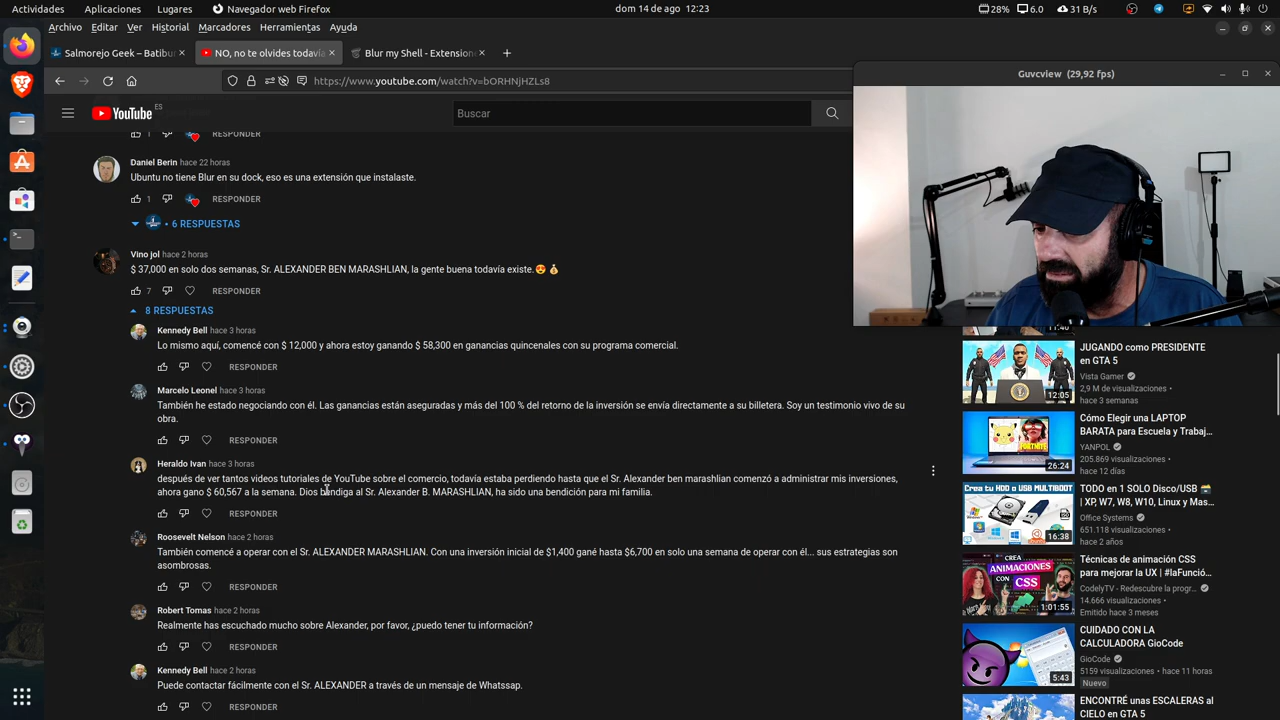 Actividades Aplicaciones Lugares Navegador web Firefox dom 14 de ago 12:23 28% 6.0 31 B/s
Archivo Editar Ver Historial Marcadores Herramientas Ayuda
Salmorejo Geek – Batibur NO, no te olvides todavía Blur my Shell - Extension
https://www.youtube.com/watch?v=bORHNjHZLs8
Guvcview (29,92 fps)
YouTube ES
Buscar
1 RESPONDER
Daniel Berin hace 22 horas
Ubuntu no tiene Blur en su dock, eso es una extensión que instalaste.
1 RESPONDER
6 RESPUESTAS
Vino jol hace 2 horas
$ 37,000 en solo dos semanas, Sr. ALEXANDER BEN MARASHLIAN, la gente buena todavía existe.😍💰
7 RESPONDER
8 RESPUESTAS
Kennedy Bell hace 3 horas
Lo mismo aquí, comencé con $ 12,000 y ahora estoy ganando $ 58,300 en ganancias quincenales con su programa comercial.
RESPONDER
Marcelo Leonel hace 3 horas
También he estado negociando con él. Las ganancias están aseguradas y más del 100 % del retorno de la inversión se envía directamente a su billetera. Soy un testimonio vivo de su
obra.
RESPONDER
Heraldo Ivan hace 3 horas
después de ver tantos videos tutoriales de YouTube sobre el comercio, todavía estaba perdiendo hasta que el Sr. Alexander ben marashlian comenzó a administrar mis inversiones,
ahora gano $ 60,567 a la semana. Dios bendiga al Sr. Alexander B. MARASHLIAN, ha sido una bendición para mi familia.
RESPONDER
Roosevelt Nelson hace 2 horas
También comencé a operar con el Sr. ALEXANDER MARASHLIAN. Con una inversión inicial de $1,400 gané hasta $6,700 en solo una semana de operar con él... sus estrategias son
asombrosas.
RESPONDER
Robert Tomas hace 2 horas
Realmente has escuchado mucho sobre Alexander, por favor, ¿puedo tener tu información?
RESPONDER
Kennedy Bell hace 2 horas
Puede contactar fácilmente con el Sr. ALEXANDER a través de un mensaje de Whatssap.
RESPONDER
11:46
JUGANDO como PRESIDENTE
en GTA 5
Vista Gamer
2,9 M de visualizaciones •
hace 3 semanas
12:05
Cómo Elegir una LAPTOP
BARATA para Escuela y Trabaj...
YANPOL
205.869 visualizaciones •
hace 12 días
26:24
Crea tu HDD o USB MULTIBOOT
TODO en 1 SOLO Disco/USB
| XP, W7, W8, W10, Linux y Mas...
Office Systems
651.118 visualizaciones •
hace 2 años
16:38
CREA
ANIMACIONES
CON
CSS
Técnicas de animación CSS
para mejorar la UX | #laFunció...
CodelyTV - Redescubre la progr...
14.666 visualizaciones •
Emitido hace 3 meses
1:01:55
CUIDADO CON LA
CALCULADORA GioCode
GioCode
5159 visualizaciones • hace 11 horas
Nuevo
5:43
ENCONTRÉ unas ESCALERAS al
CIELO en GTA 5